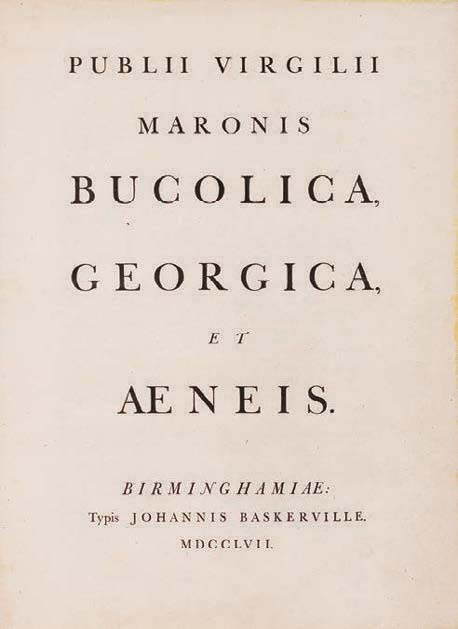 PUBLII VIRGILII
MARONIS
BUCOLICA,
GEORGICA,
ET
AENEIS.
BIRMINGHAMIAE:
Typis JOHANNIS BASKERVILLE.
MDCCLVII.